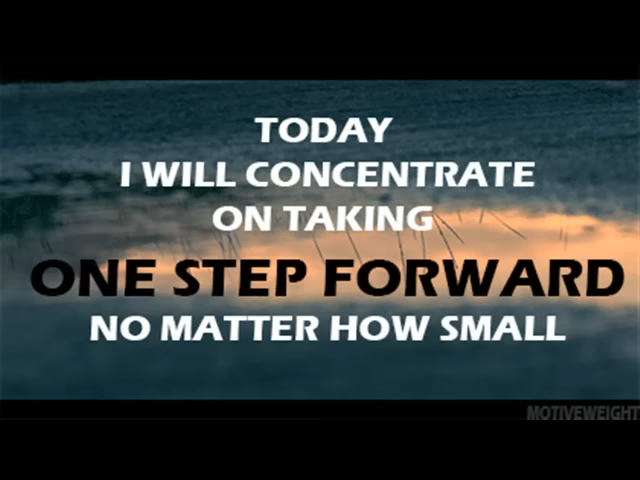 TODAY
I WILL CONCENTRATE
ON TAKING
ONE STEP FORWARD
NO MATTER HOW SMALL
MOTIVEWEIGHT